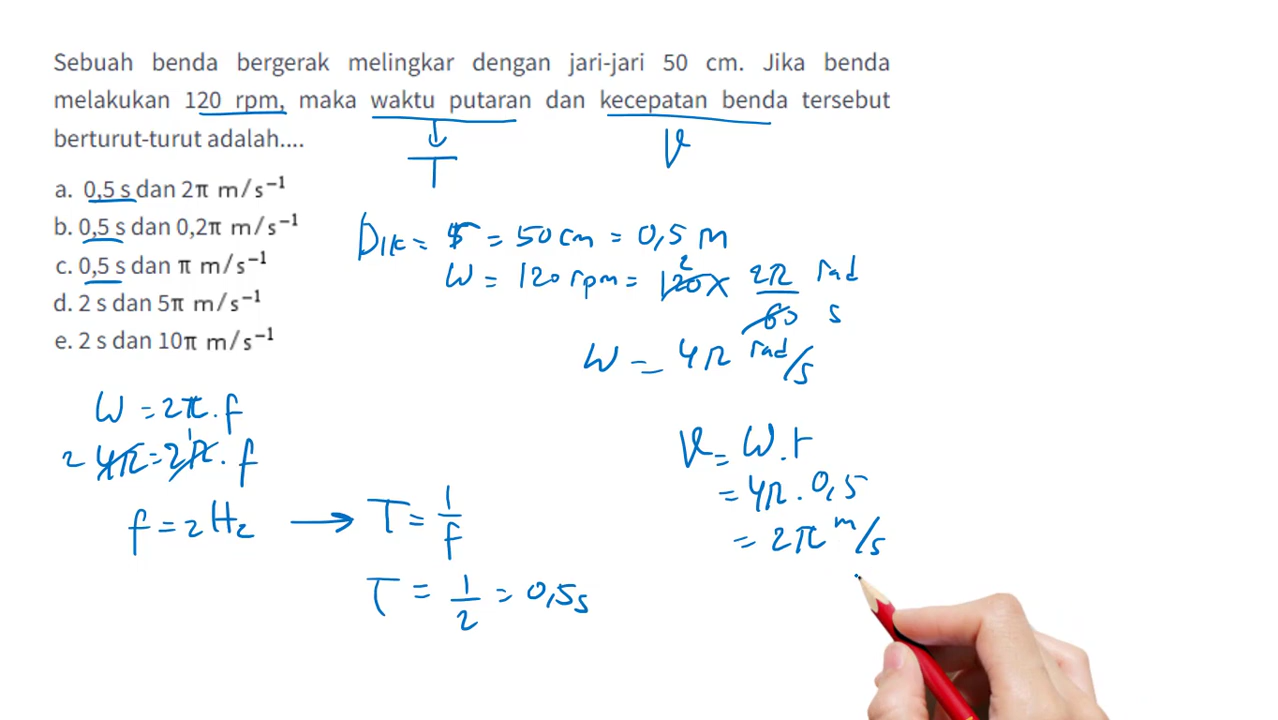 Sebuah benda bergerak melingkar dengan jari-jari 50 cm. Jika benda
melakukan 120 rpm, maka waktu putaran dan kecepatan benda tersebut
berturut-turut adalah....
T
V
a. 0,5 s dan 2π m/s⁻¹
b. 0,5 s dan 0,2π m/s⁻¹
c. 0,5 s dan π m/s⁻¹
d. 2 s dan 5π m/s⁻¹
e. 2 s dan 10π m/s⁻¹
Dik = r = 50 cm = 0,5 m
ω = 120 rpm = 120 2 × 2π/60 rad/s
ω = 4π rad/s
ω = 2π . f
2 4π = 2π 1 . f
f = 2 Hz → T = 1/f
T = 1/2 = 0,5 s
V = ω . r
= 4π . 0,5
= 2π m/s